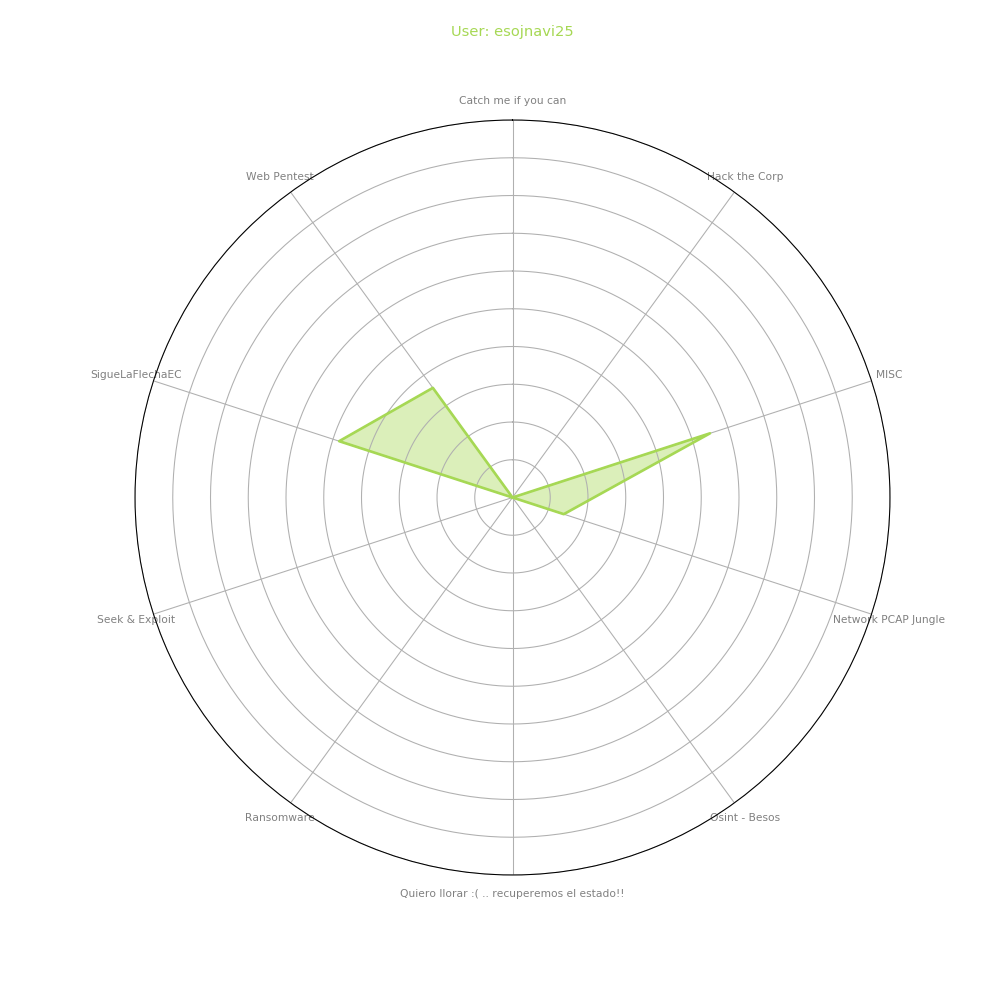 User: esojnavi25
Catch me if you can
Web Pentest
Hack the Corp
SigueLaFlechaEC
MISC
Seek & Exploit
Network PCAP Jungle
Ransomware
Osint - Besos
Quiero llorar :( .. recuperemos el estado!!